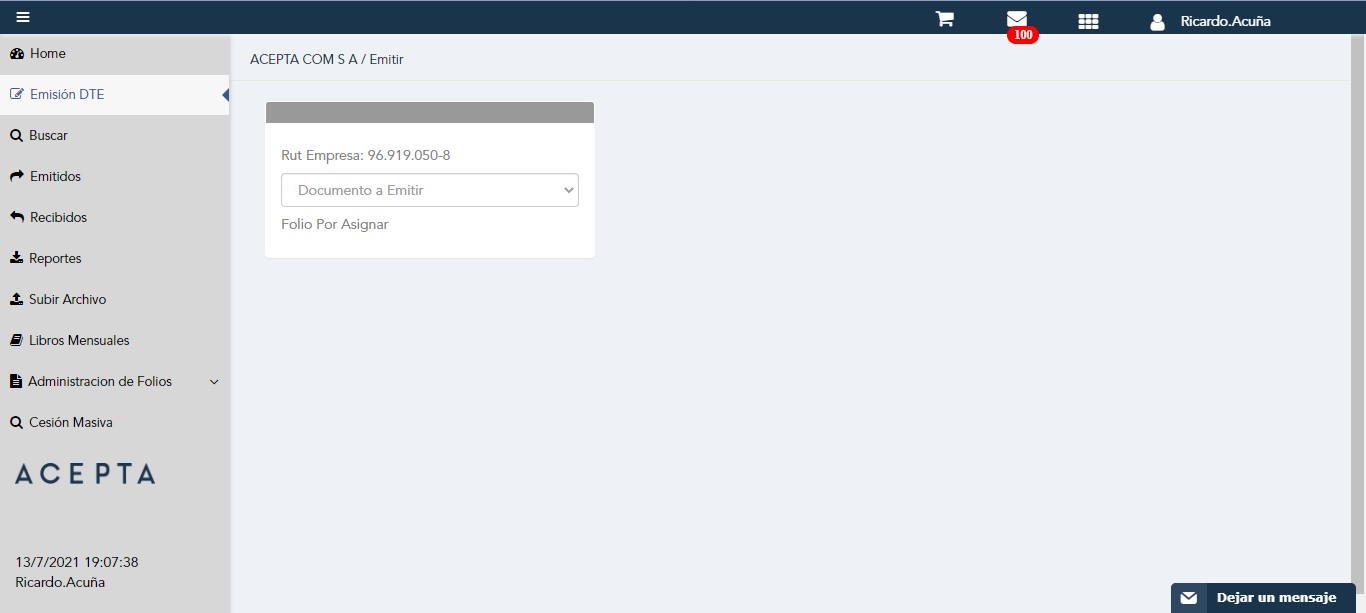 100
Ricardo.Acuña
Home
Emisión DTE
Buscar
Emitidos
Recibidos
Reportes
Subir Archivo
Libros Mensuales
Administracion de Folios
Cesión Masiva
ACEPTA
13/7/2021 19:07:38
Ricardo.Acuña
ACEPTA COM S A / Emitir
Rut Empresa: 96.919.050-8
Documento a Emitir
Folio Por Asignar
Dejar un mensaje